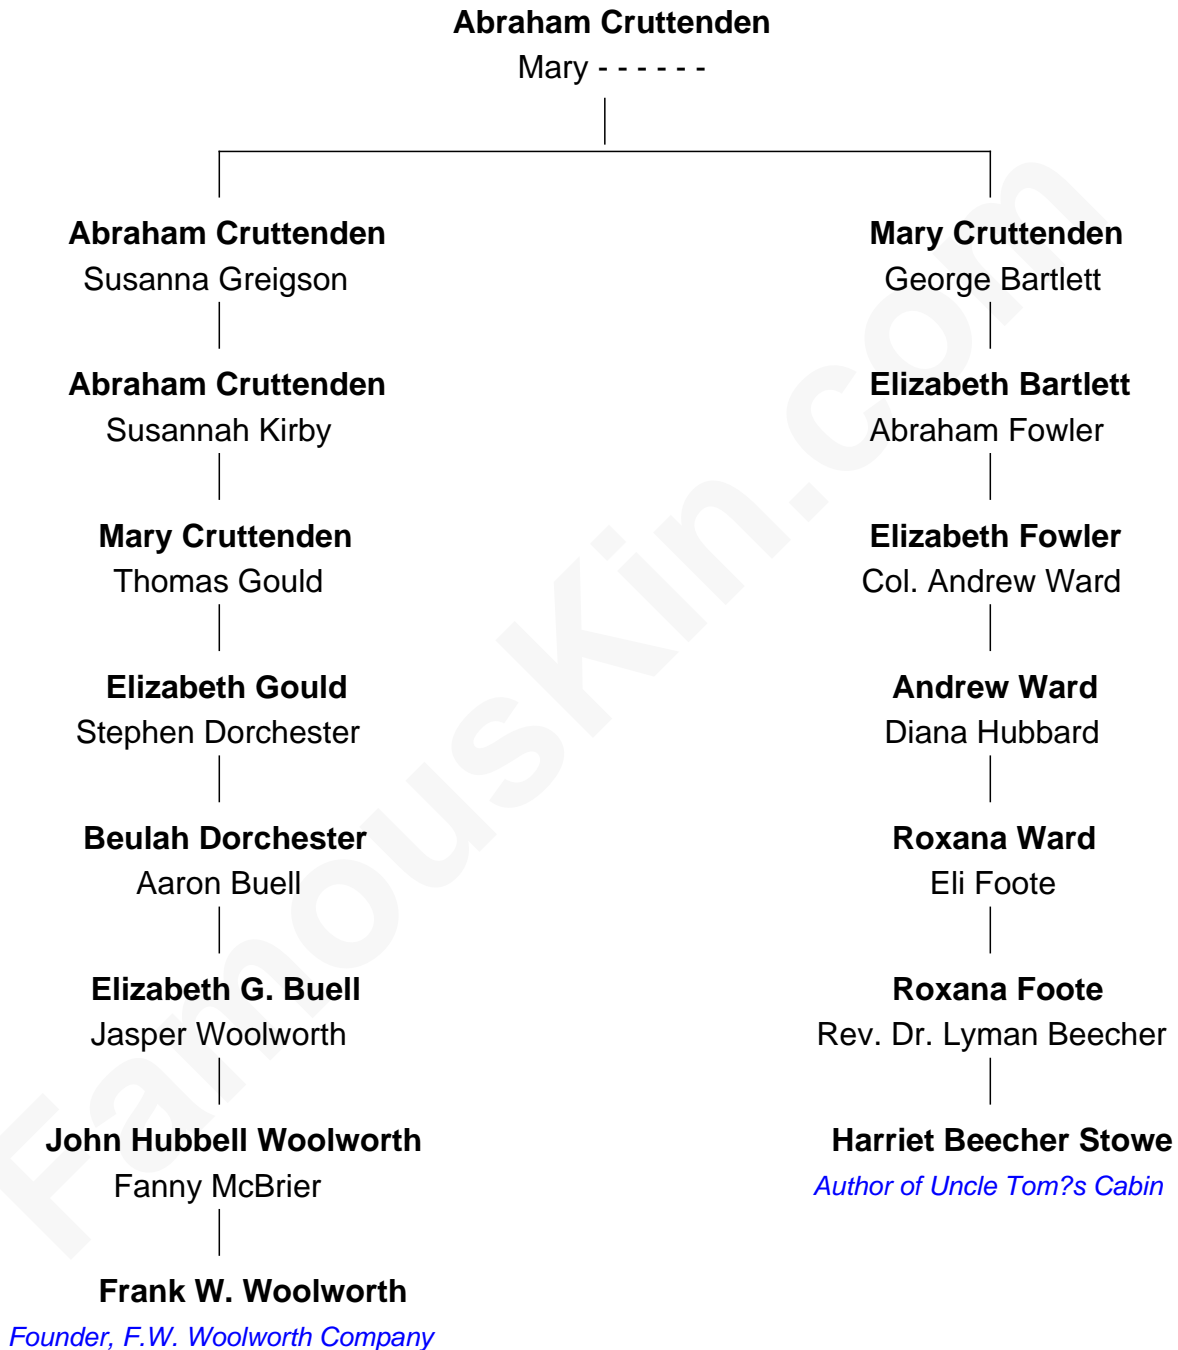 Abraham Cruttenden
Mary - - - - - -
Abraham Cruttenden
Susanna Greigson
Abraham Cruttenden
Susannah Kirby
Mary Cruttenden
Thomas Gould
Elizabeth Gould
Stephen Dorchester
Beulah Dorchester
Aaron Buell
Elizabeth G. Buell
Jasper Woolworth
John Hubbell Woolworth
Fanny McBrier
Frank W. Woolworth
Founder, F.W. Woolworth Company
Mary Cruttenden
George Bartlett
Elizabeth Bartlett
Abraham Fowler
Elizabeth Fowler
Col. Andrew Ward
Andrew Ward
Diana Hubbard
Roxana Ward
Eli Foote
Roxana Foote
Rev. Dr. Lyman Beecher
Harriet Beecher Stowe
Author of Uncle Tom?s Cabin
FamousKin.com